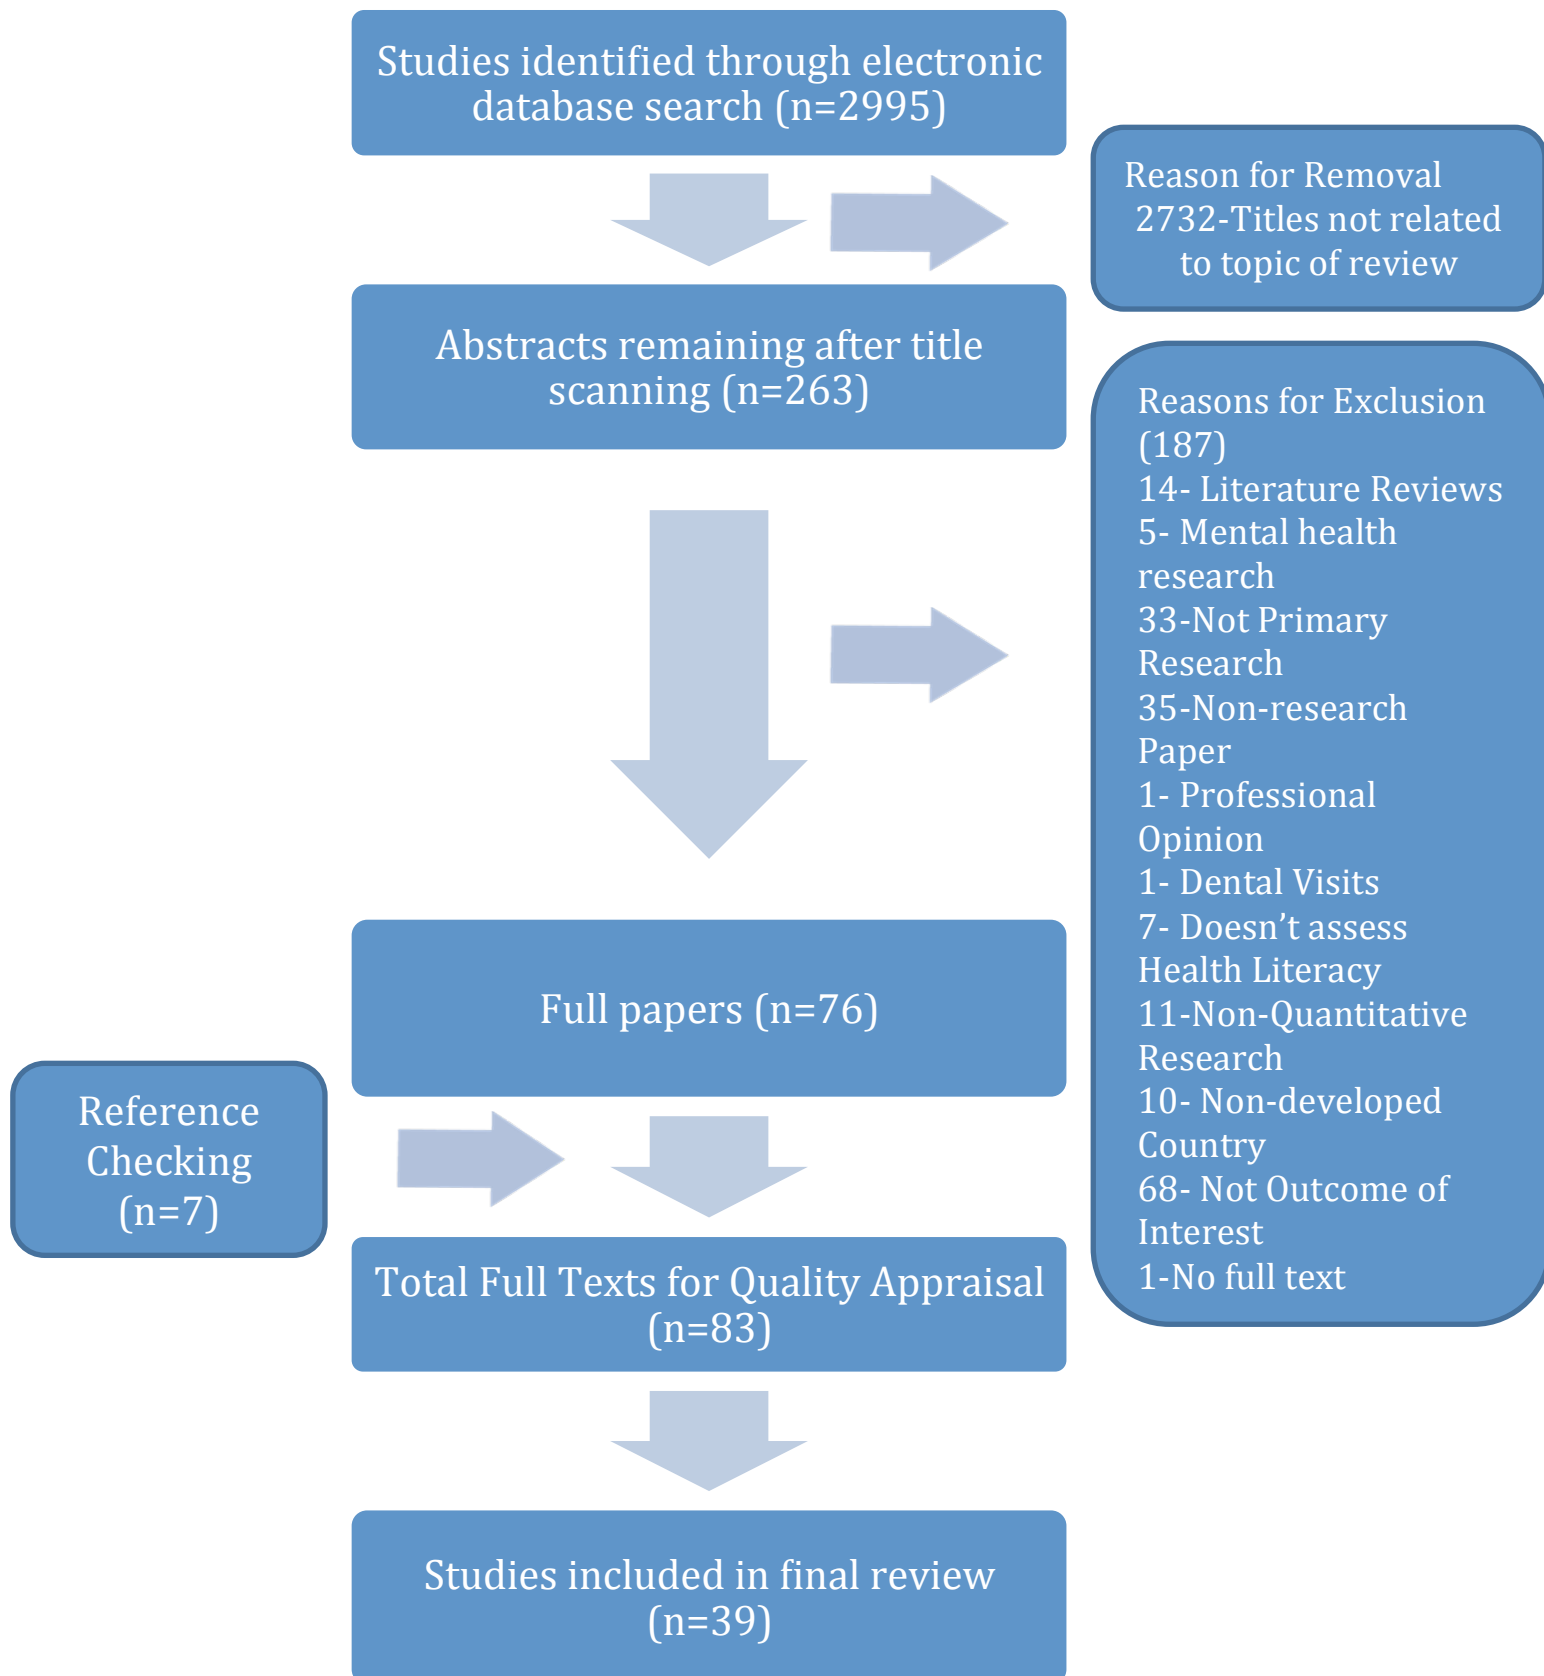 Studies identified through electronic
database search (n=2995)
Reason for Removal
2732-Titles not related
to topic of review
Abstracts remaining after title
scanning (n=263)
Reasons for Exclusion
(187)
14- Literature Reviews
5- Mental health
research
33-Not Primary
Research
35-Non-research
Paper
1- Professional
Opinion
1- Dental Visits
7- Doesn’t assess
Health Literacy
11-Non-Quantitative
Research
10- Non-developed
Country
68- Not Outcome of
Interest
1-No full text
Full papers (n=76)
Reference
Checking
(n=7)
Total Full Texts for Quality Appraisal
(n=83)
Studies included in final review
(n=39)